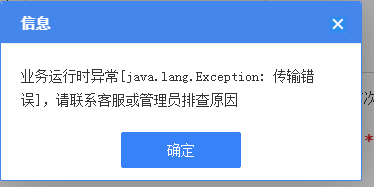 信息
业务运行时异常[java.lang.Exception: 传输错
误]，请联系客服或管理员排查原因
次
*
确定